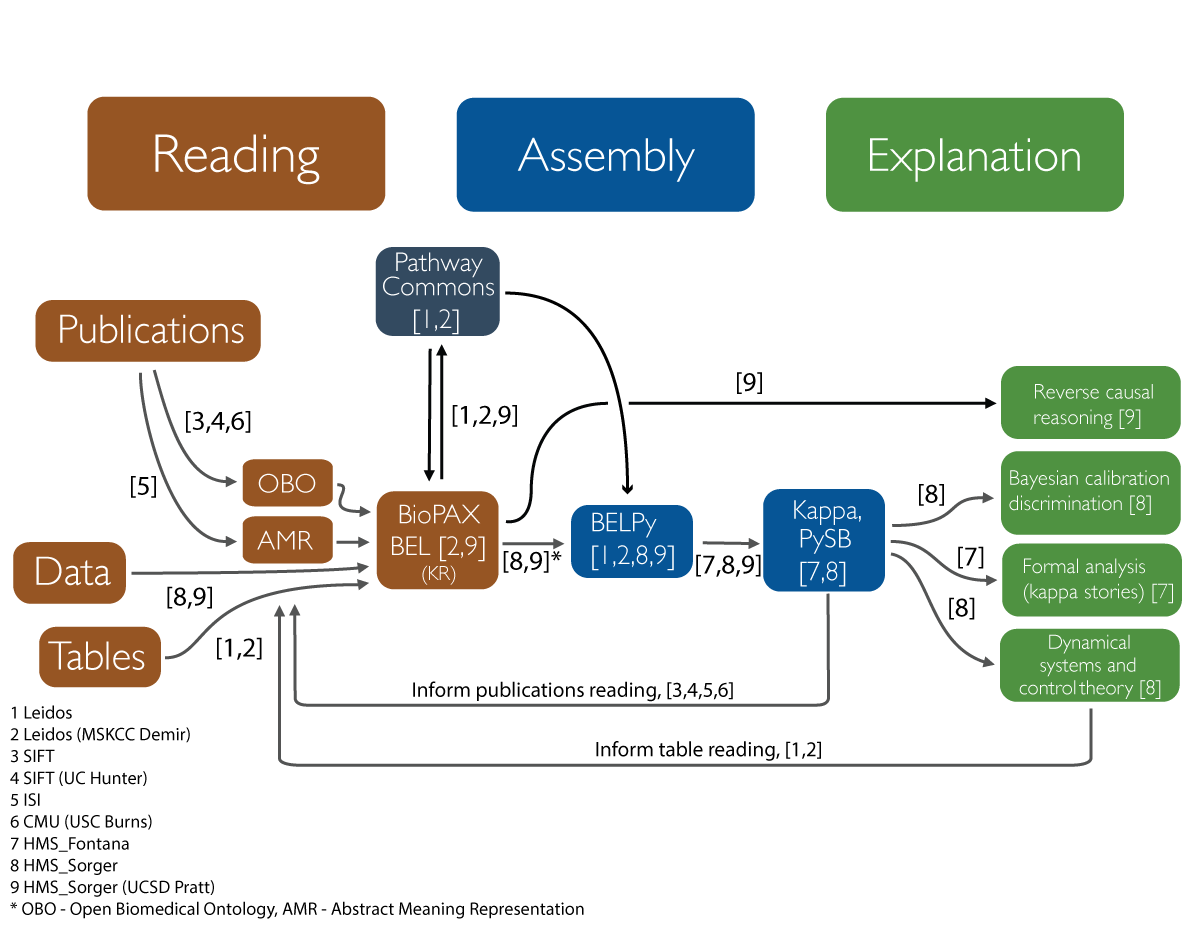 Reading
Assembly
Explanation
Pathway
Commons
[1,2]
Publications
[3,4,6]
[5]
[1,2,9]
[9]
Reverse causal
reasoning [9]
OBO
AMR
BioPAX
BEL [2,9]
(KR)
[8,9]*
BELPy
[1,2,8,9]
[7,8,9]
Kappa,
PySB
[7,8]
[8]
Bayesian calibration
discrimination [8]
[7]
Formal analysis
(kappa stories) [7]
[8]
Dynamical
systems and
control theory [8]
Data
[8,9]
Tables
[1,2]
Inform publications reading, [3,4,5,6]
Inform table reading, [1,2]
1 Leidos
2 Leidos (MSKCC Demir)
3 SIFT
4 SIFT (UC Hunter)
5 ISI
6 CMU (USC Burns)
7 HMS_Fontana
8 HMS_Sorger
9 HMS_Sorger (UCSD Pratt)
* OBO - Open Biomedical Ontology, AMR - Abstract Meaning Representation